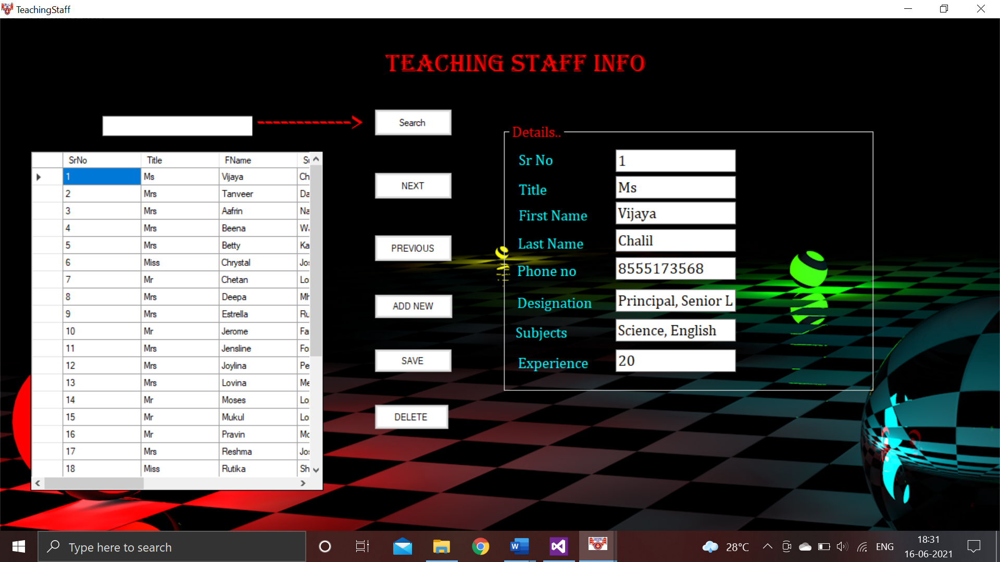 TeachingStaff
TEACHING STAFF INFO
Search
NEXT
PREVIOUS
ADD NEW
SAVE
DELETE
SrNo Title FName
1 Ms Vijaya Ch
2 Mrs Tanveer Da
3 Mrs Aafrin Na
4 Mrs Beena
5 Mrs Betty Ka
6 Miss Chrystal Jo
7 Mr Chetan Lo
8 Mrs Deepa Mh
9 Mrs Estrella Ru
10 Mr Jerome Fa
11 Mrs Jensline Fo
12 Mrs Joylina Pe
13 Mrs Lovina Me
14 Mr Moses Lo
15 Mr Mukul Lo
16 Mr Pravin Mo
17 Mrs Reshma Jo
18 Miss Rutika Sh
Details..
Sr No 1
Title Ms
First Name Vijaya
Last Name Chalil
Phone no 8555173568
Designation Principal, Senior L
Subjects Science, English
Experience 20
Type here to search
28°C
ENG
18:31
16-06-2021